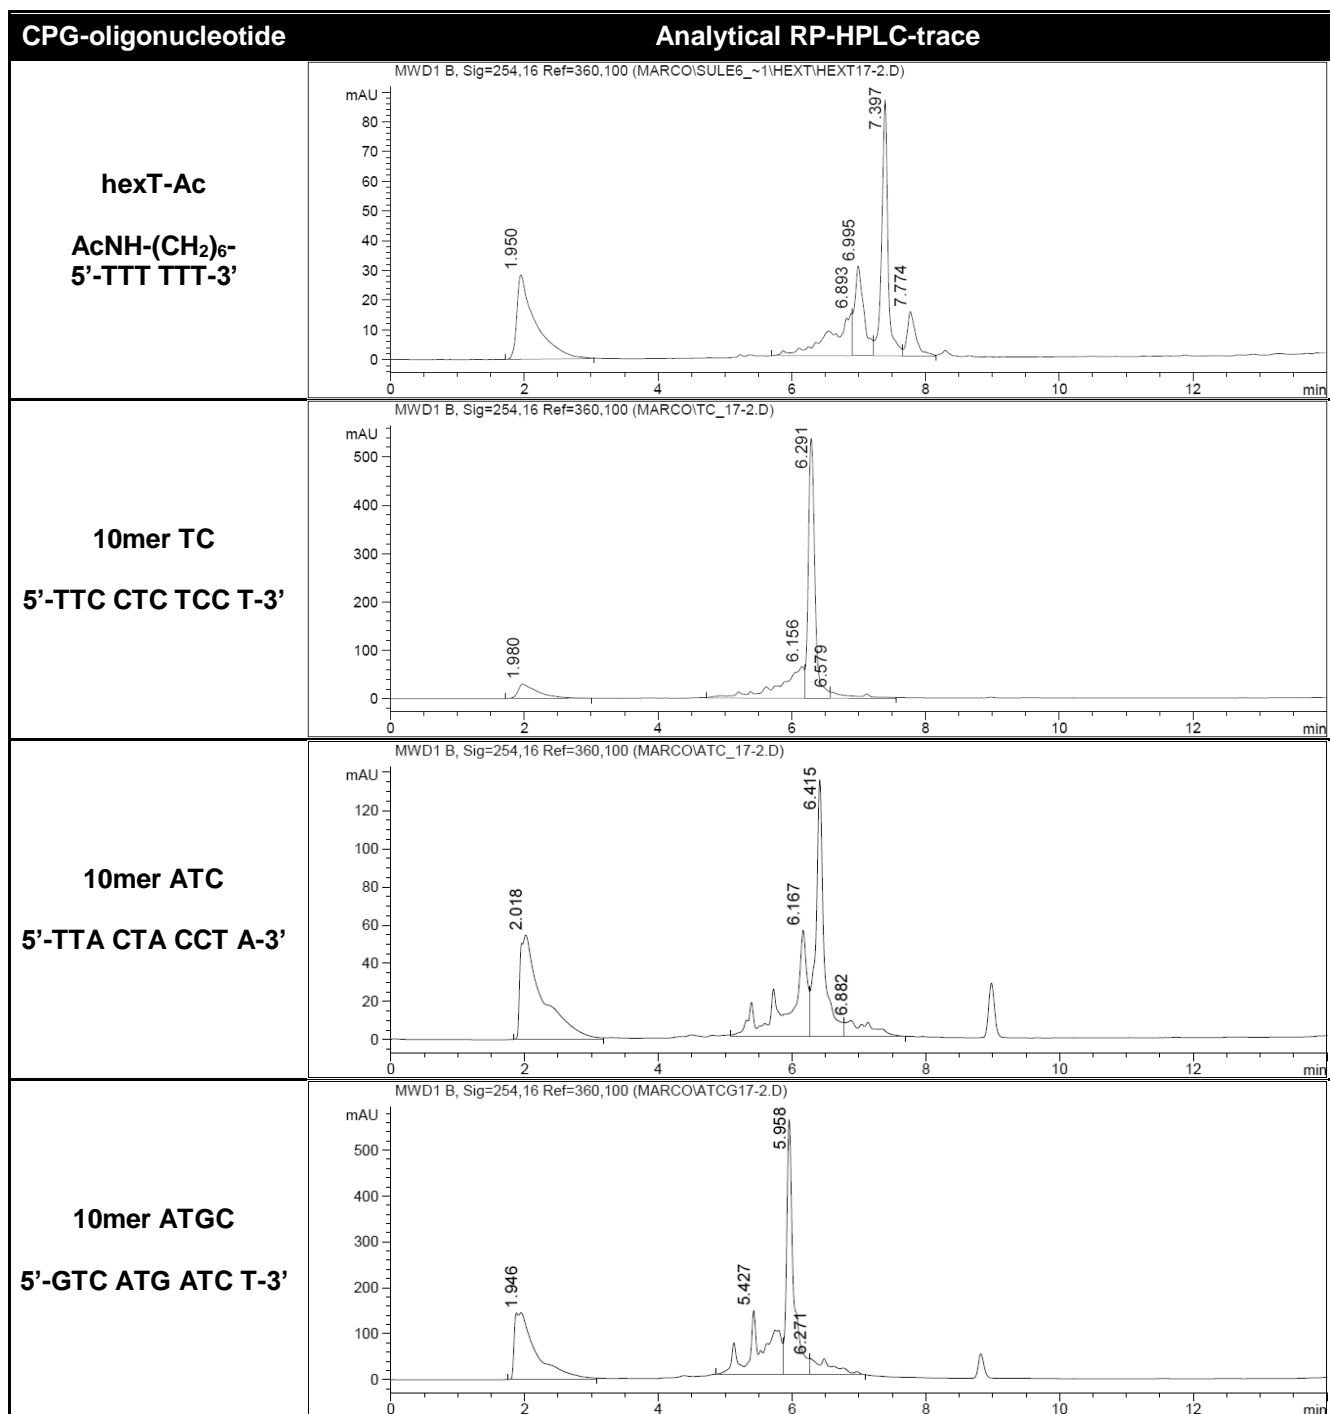 CPG-oligonucleotide Analytical RP-HPLC-trace
hexT-Ac
AcNH-(CH₂)₆-
5’-TTT TTT-3’
MWD1 B, Sig=254,16 Ref=360,100 (MARCO\SULE6_~1\HEXT\HEXT17-2.D)
mAU
80
70
60
50
40
30
20
10
0
1.950
6.893
6.995
7.397
7.774
0 2 4 6 8 10 12 min
10mer TC
5’-TTC CTC TCC T-3’
MWD1 B, Sig=254,16 Ref=360,100 (MARCO\TC_17-2.D)
mAU
500
400
300
200
100
0
1.980
6.156
6.291
6.579
0 2 4 6 8 10 12 min
10mer ATC
5’-TTA CTA CCT A-3’
MWD1 B, Sig=254,16 Ref=360,100 (MARCO\ATC_17-2.D)
mAU
120
100
80
60
40
20
0
2.018
6.167
6.415
6.882
0 2 4 6 8 10 12 min
10mer ATGC
5’-GTC ATG ATC T-3’
MWD1 B, Sig=254,16 Ref=360,100 (MARCO\ATCG17-2.D)
mAU
500
400
300
200
100
0
1.946
5.427
5.958
6.271
0 2 4 6 8 10 12 min